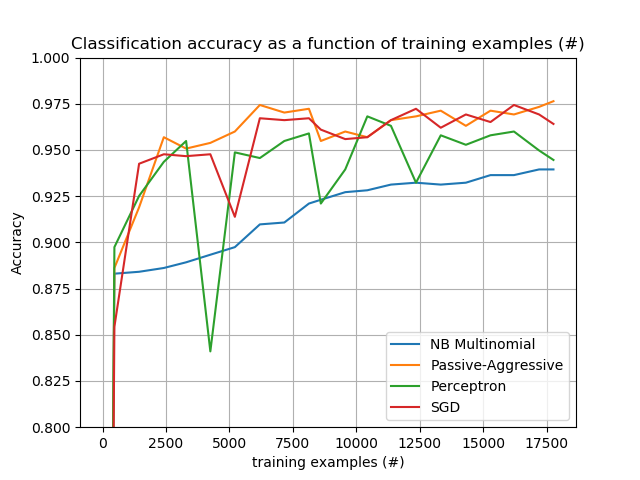 Classification accuracy as a function of training examples (#)
1.000
0.975
0.950
0.925
0.900
0.875
0.850
0.825
0.800
Accuracy
NB Multinomial
Passive-Aggressive
Perceptron
SGD
0 2500 5000 7500 10000 12500 15000 17500
training examples (#)